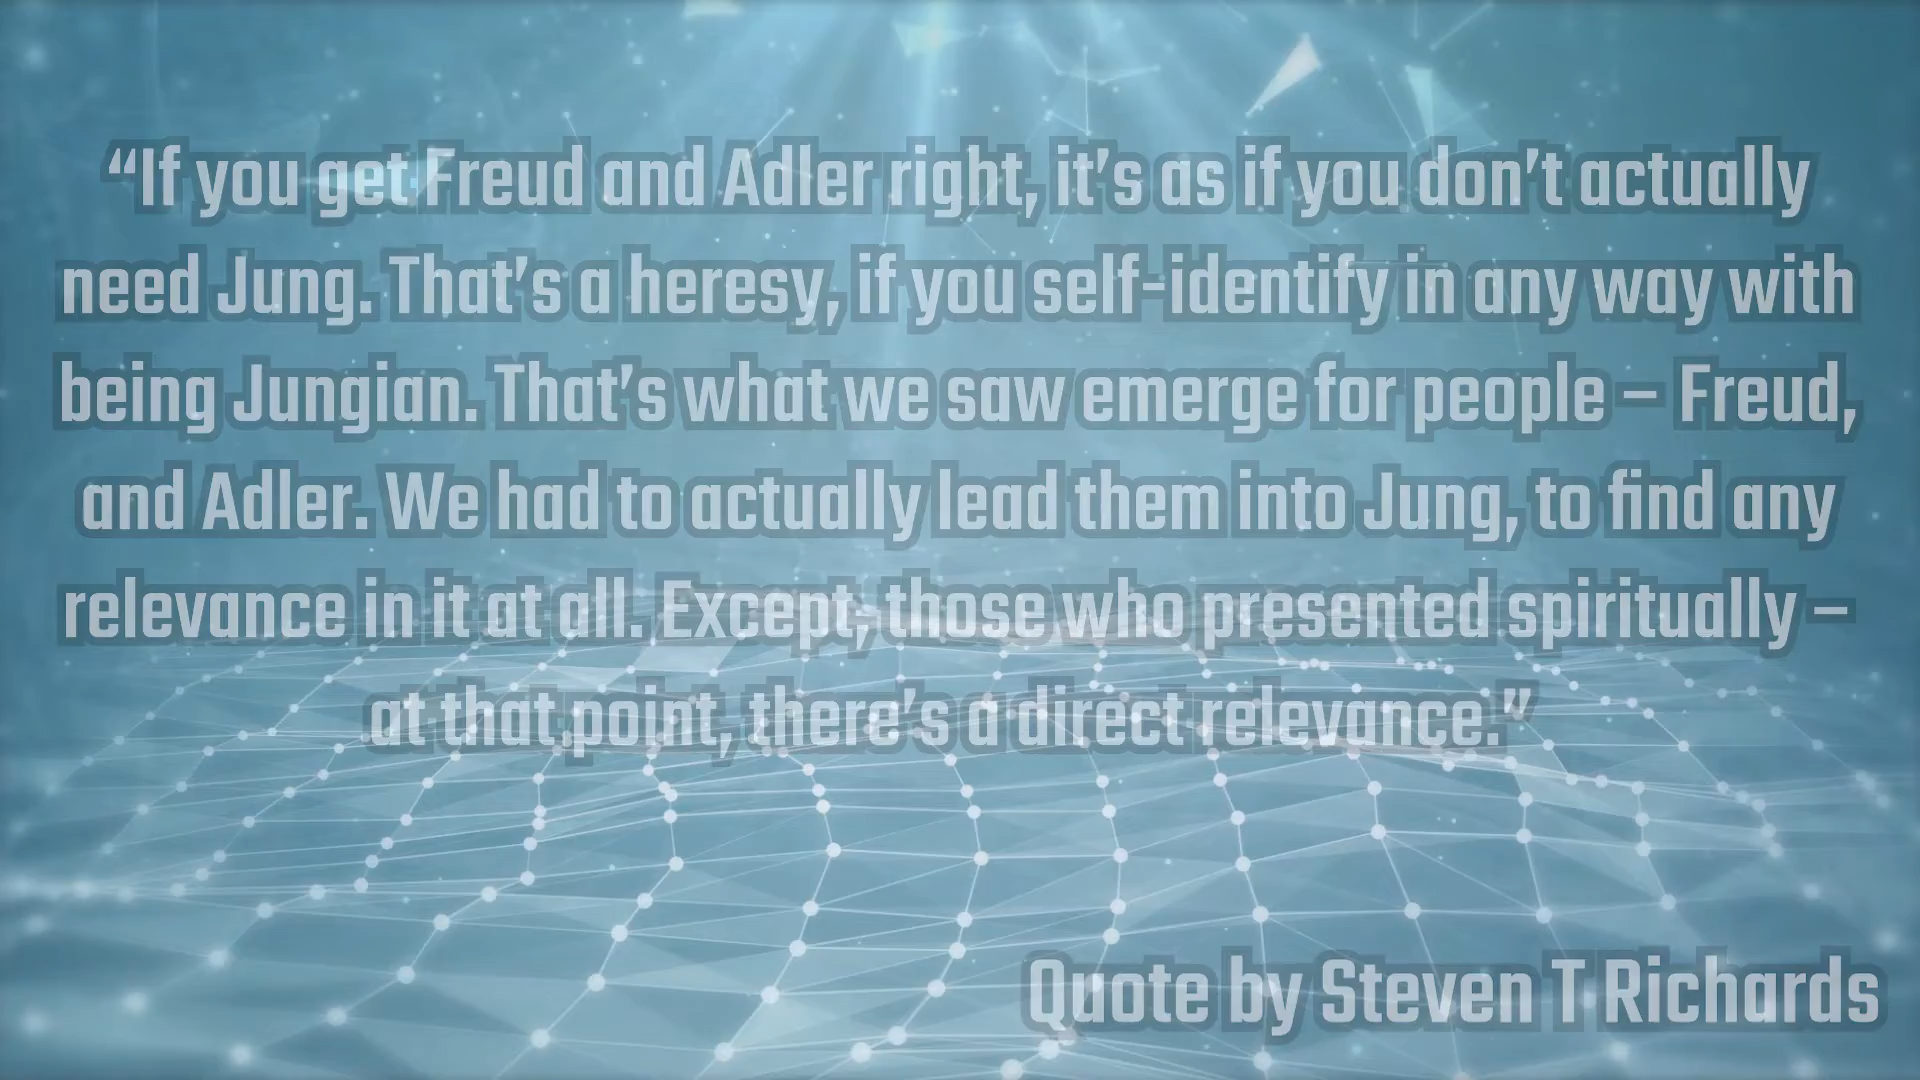 “If you get Freud and Adler right, it’s as if you don’t actually
need Jung. That’s a heresy, if you self-identify in any way with
being Jungian. That’s what we saw emerge for people – Freud,
and Adler. We had to actually lead them into Jung, to find any
relevance in it at all. Except, those who presented spiritually –
at that point, there’s a direct relevance.”
Quote by Steven T Richards